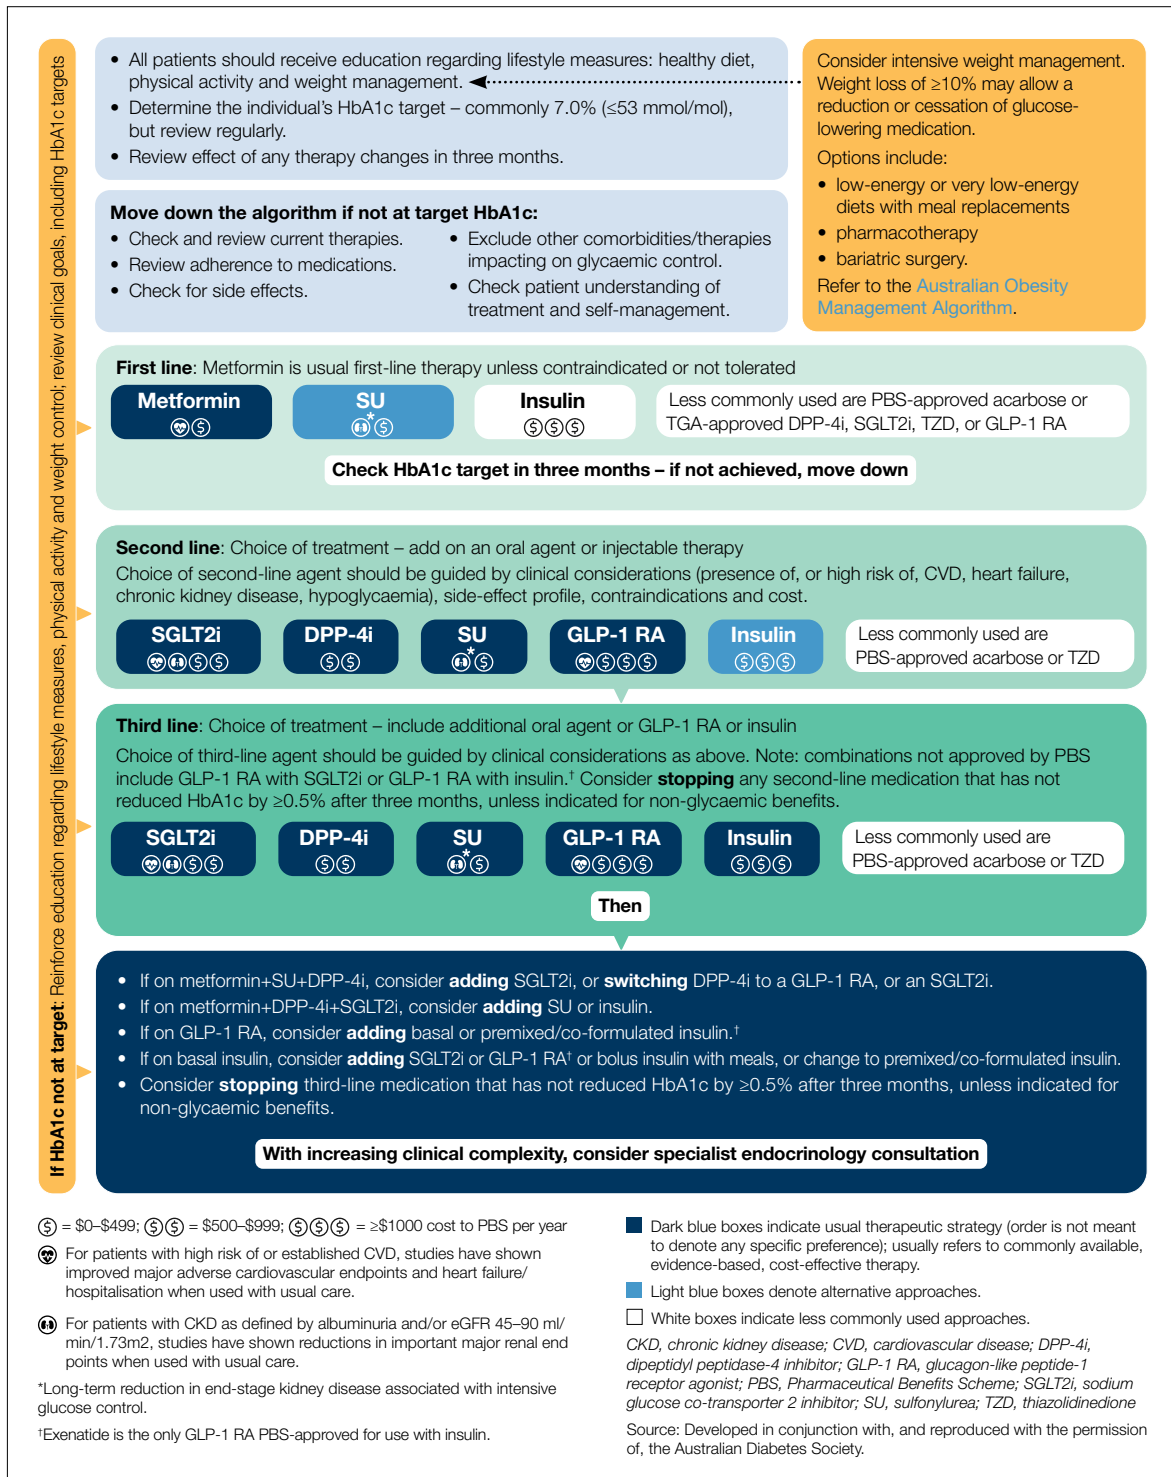 If HbA1c not at target: Reinforce education regarding lifestyle measures, physical activity and weight control; review clinical goals, including HbA1c targets
• All patients should receive education regarding lifestyle measures: healthy diet,
physical activity and weight management.
• Determine the individual's HbA1c target – commonly 7.0% (≤53 mmol/mol),
but review regularly.
• Review effect of any therapy changes in three months.
Consider intensive weight management.
Weight loss of ≥10% may allow a
reduction or cessation of glucose-
lowering medication.
Options include:
• low-energy or very low-energy
diets with meal replacements
• pharmacotherapy
• bariatric surgery.
Refer to the Australian Obesity
Management Algorithm.
Move down the algorithm if not at target HbA1c:
• Check and review current therapies.
• Review adherence to medications.
• Check for side effects.
• Exclude other comorbidities/therapies
impacting on glycaemic control.
• Check patient understanding of
treatment and self-management.
First line: Metformin is usual first-line therapy unless contraindicated or not tolerated
Metformin
$
SU
* $
Insulin
$ $ $
Less commonly used are PBS-approved acarbose or
TGA-approved DPP-4i, SGLT2i, TZD, or GLP-1 RA
Check HbA1c target in three months – if not achieved, move down
Second line: Choice of treatment – add on an oral agent or injectable therapy
Choice of second-line agent should be guided by clinical considerations (presence of, or high risk of, CVD, heart failure,
chronic kidney disease, hypoglycaemia), side-effect profile, contraindications and cost.
SGLT2i
$ $
DPP-4i
$ $
SU
* $
GLP-1 RA
$ $ $
Insulin
$ $ $
Less commonly used are
PBS-approved acarbose or TZD
Third line: Choice of treatment – include additional oral agent or GLP-1 RA or insulin
Choice of third-line agent should be guided by clinical considerations as above. Note: combinations not approved by PBS
include GLP-1 RA with SGLT2i or GLP-1 RA with insulin.† Consider stopping any second-line medication that has not
reduced HbA1c by ≥0.5% after three months, unless indicated for non-glycaemic benefits.
SGLT2i
$ $
DPP-4i
$ $
SU
* $
GLP-1 RA
$ $ $
Insulin
$ $ $
Less commonly used are
PBS-approved acarbose or TZD
Then
• If on metformin+SU+DPP-4i, consider adding SGLT2i, or switching DPP-4i to a GLP-1 RA, or an SGLT2i.
• If on metformin+DPP-4i+SGLT2i, consider adding SU or insulin.
• If on GLP-1 RA, consider adding basal or premixed/co-formulated insulin.†
• If on basal insulin, consider adding SGLT2i or GLP-1 RA† or bolus insulin with meals, or change to premixed/co-formulated insulin.
• Consider stopping third-line medication that has not reduced HbA1c by ≥0.5% after three months, unless indicated for
non-glycaemic benefits.
With increasing clinical complexity, consider specialist endocrinology consultation
$ = $0–$499; $ $ = $500–$999; $ $ $ = ≥$1000 cost to PBS per year
For patients with high risk of or established CVD, studies have shown
improved major adverse cardiovascular endpoints and heart failure/
hospitalisation when used with usual care.
For patients with CKD as defined by albuminuria and/or eGFR 45–90 ml/
min/1.73m2, studies have shown reductions in important major renal end
points when used with usual care.
*Long-term reduction in end-stage kidney disease associated with intensive
glucose control.
†Exenatide is the only GLP-1 RA PBS-approved for use with insulin.
Dark blue boxes indicate usual therapeutic strategy (order is not meant
to denote any specific preference); usually refers to commonly available,
evidence-based, cost-effective therapy.
Light blue boxes denote alternative approaches.
White boxes indicate less commonly used approaches.
CKD, chronic kidney disease; CVD, cardiovascular disease; DPP-4i,
dipeptidyl peptidase-4 inhibitor; GLP-1 RA, glucagon-like peptide-1
receptor agonist; PBS, Pharmaceutical Benefits Scheme; SGLT2i, sodium
glucose co-transporter 2 inhibitor; SU, sulfonylurea; TZD, thiazolidinedione
Source: Developed in conjunction with, and reproduced with the permission
of, the Australian Diabetes Society.